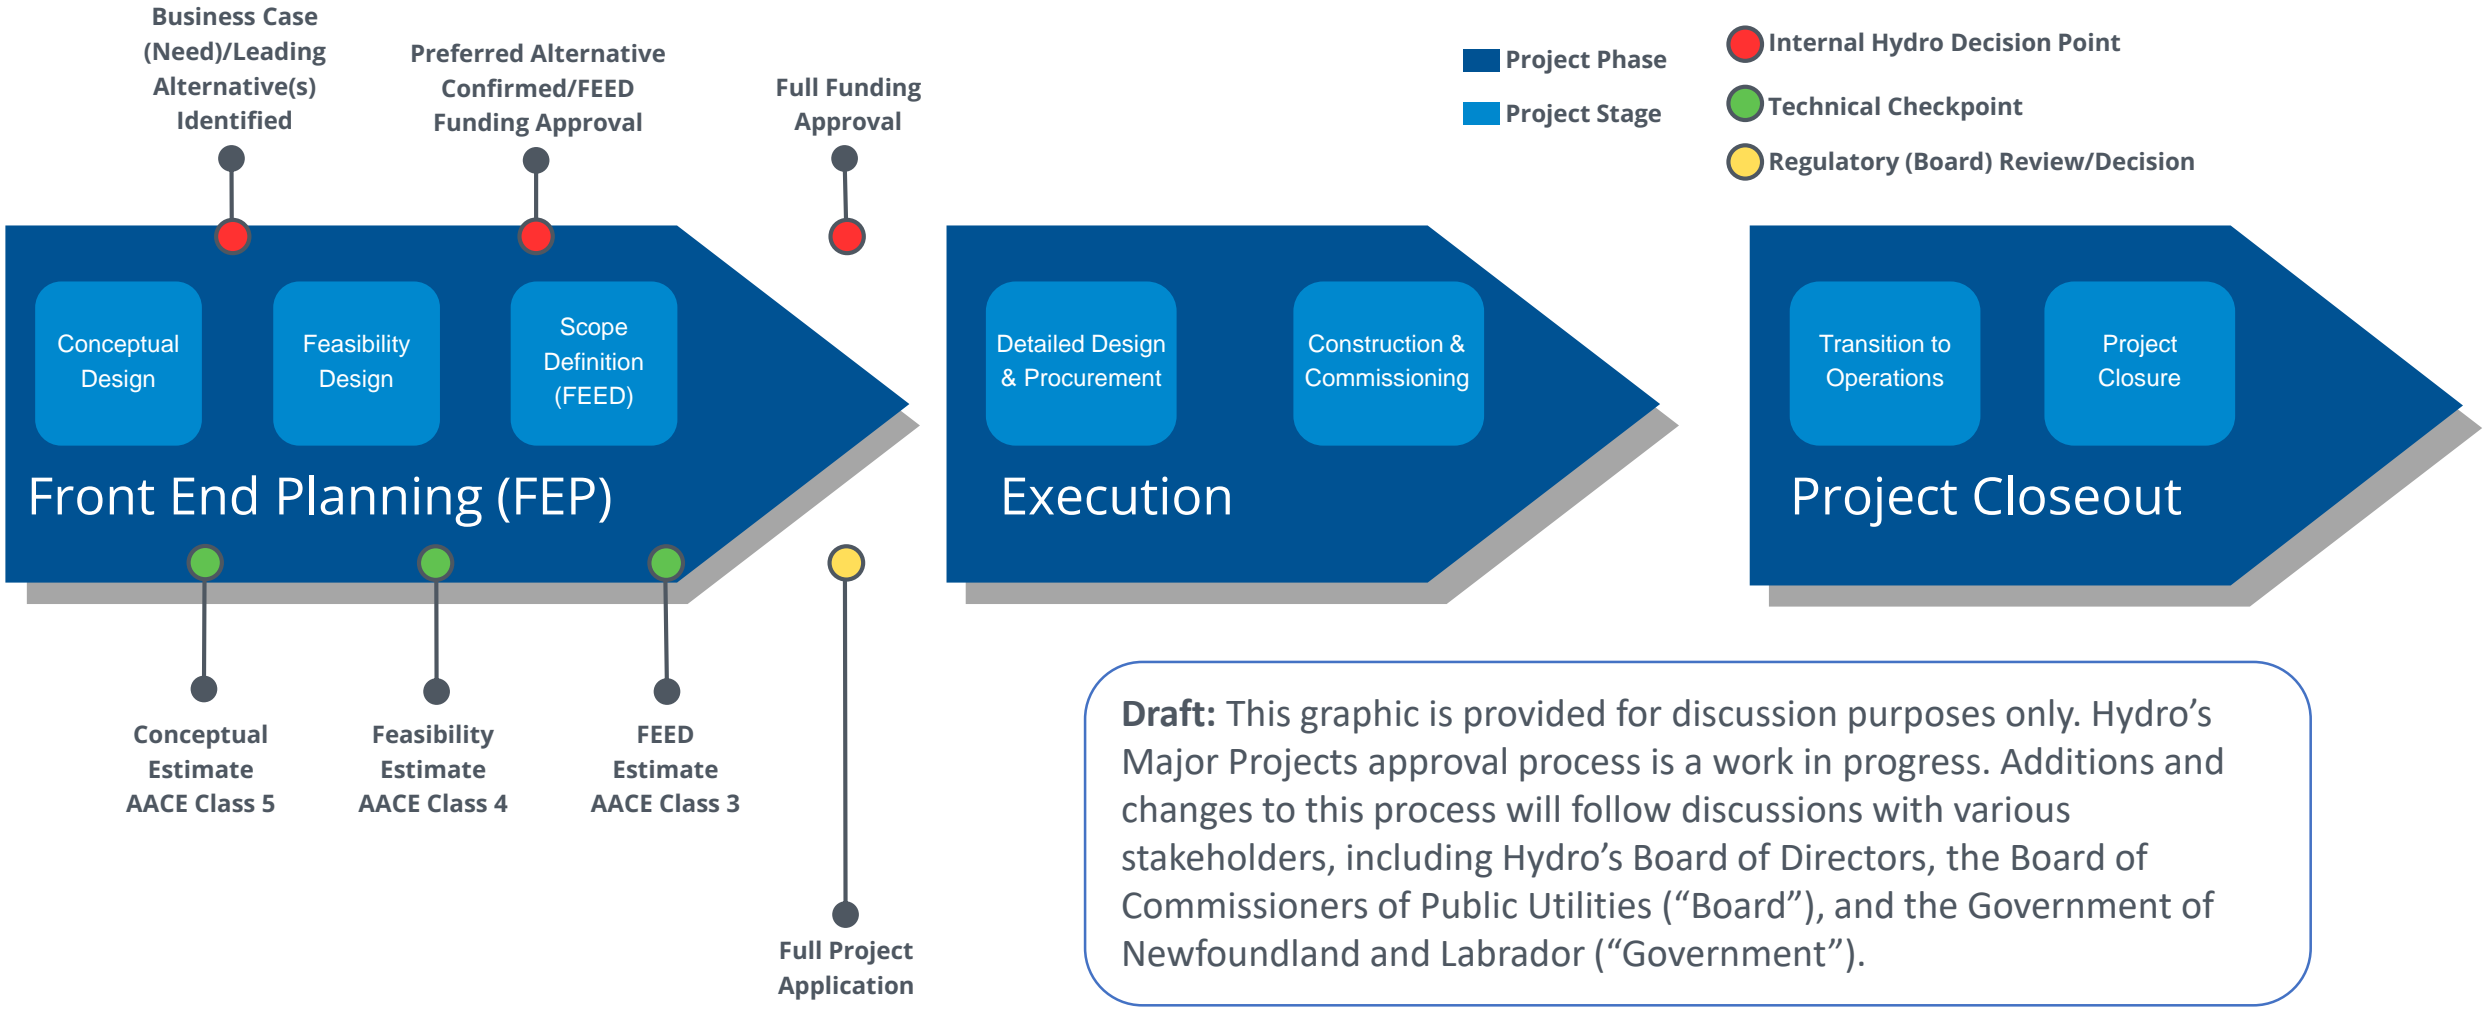 Business Case
(Need)/Leading
Alternative(s)
Identified
Preferred Alternative
Confirmed/FEED
Funding Approval
Full Funding
Approval
Project Phase
Project Stage
Internal Hydro Decision Point
Technical Checkpoint
Regulatory (Board) Review/Decision
Conceptual
Design
Feasibility
Design
Scope
Definition
(FEED)
Front End Planning (FEP)
Detailed Design
& Procurement
Construction &
Commissioning
Execution
Transition to
Operations
Project
Closure
Project Closeout
Conceptual
Estimate
AACE Class 5
Feasibility
Estimate
AACE Class 4
FEED
Estimate
AACE Class 3
Full Project
Application
Draft: This graphic is provided for discussion purposes only. Hydro’s
Major Projects approval process is a work in progress. Additions and
changes to this process will follow discussions with various
stakeholders, including Hydro’s Board of Directors, the Board of
Commissioners of Public Utilities (“Board”), and the Government of
Newfoundland and Labrador (“Government”).